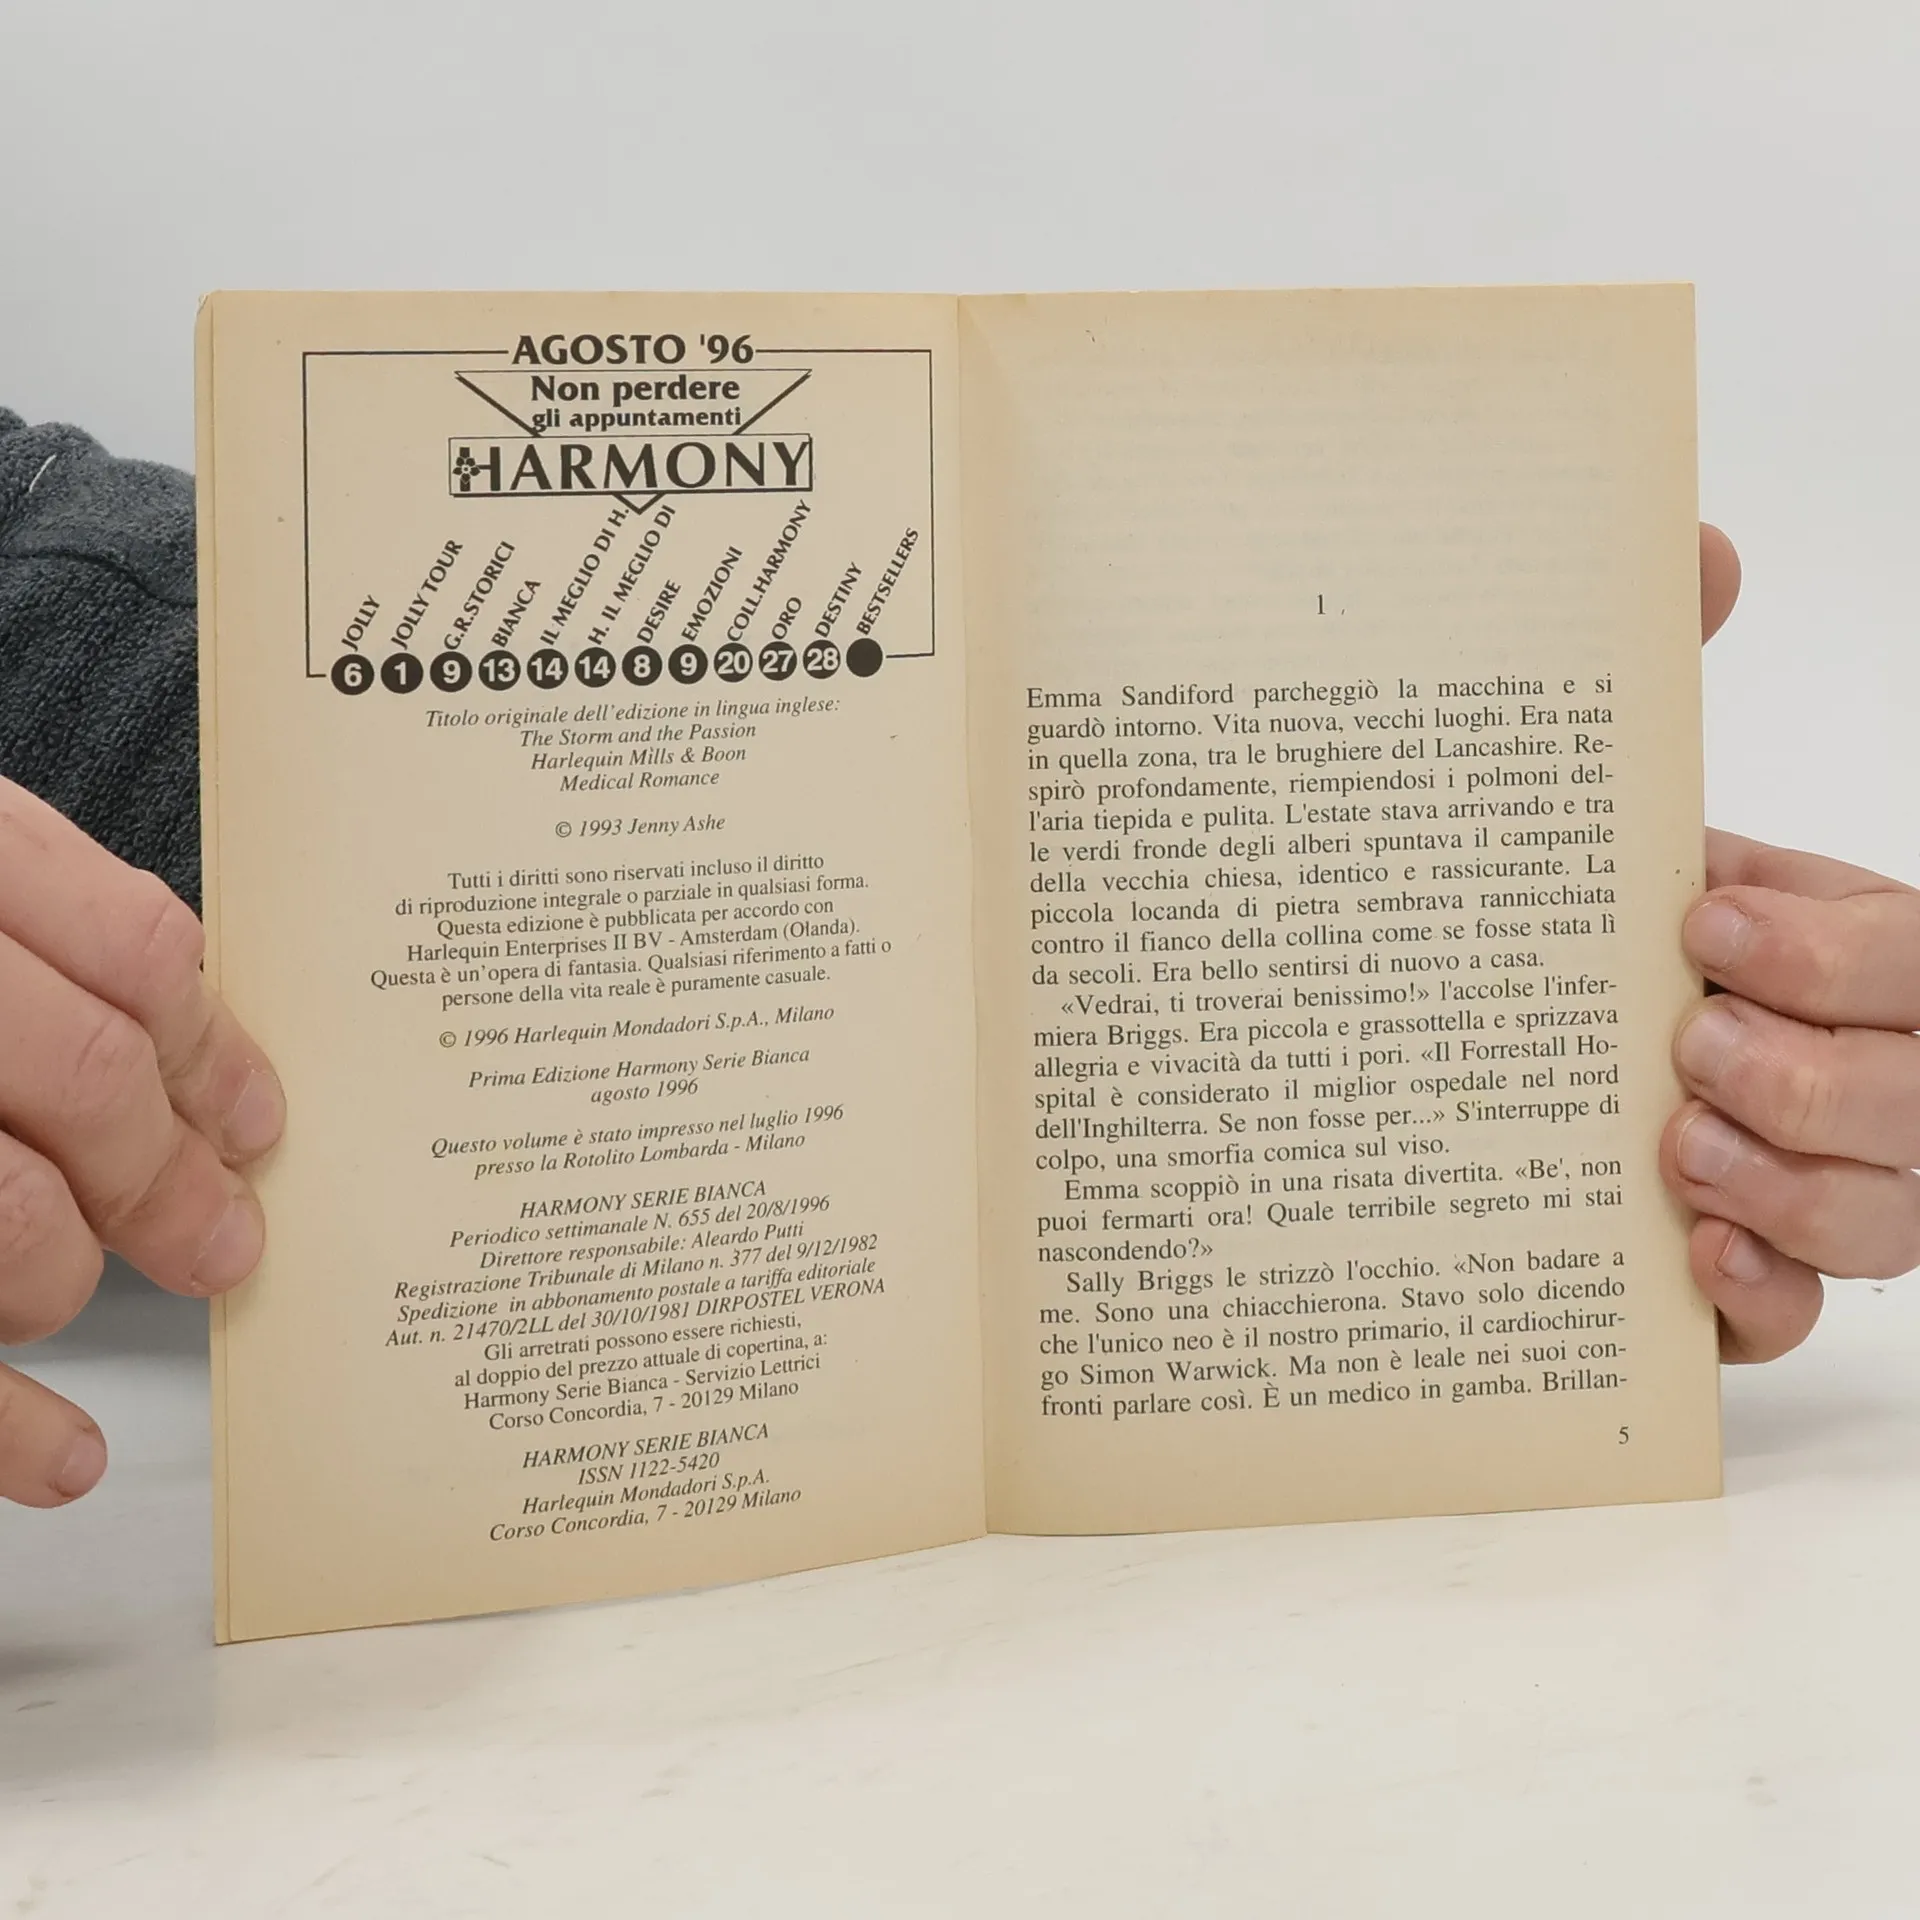 AGOSTO '96
Non perdere
gli appuntamenti
HARMONY
JOLLY
JOLLY TOUR
G.R.STORICI
BIANCA
IL MEGLIO DI H.
H. IL MEGLIO DI
DESIRE
EMOZIONI
COLL.HARMONY
ORO
DESTINY
BESTSELLERS
6 1 9 13 14 14 8 9 20 27 28
Titolo originale dell'edizione in lingua inglese:
The Storm and the Passion
Harlequin Mills & Boon
Medical Romance
© 1993 Jenny Ashe
Tutti i diritti sono riservati incluso il diritto
di riproduzione integrale o parziale in qualsiasi forma.
Questa edizione è pubblicata per accordo con
Harlequin Enterprises II BV - Amsterdam (Olanda).
Questa è un'opera di fantasia. Qualsiasi riferimento a fatti o
persone della vita reale è puramente casuale.
© 1996 Harlequin Mondadori S.p.A., Milano
Prima Edizione Harmony Serie Bianca
agosto 1996
Questo volume è stato impresso nel luglio 1996
presso la Rotolito Lombarda - Milano
HARMONY SERIE BIANCA
Periodico settimanale N. 655 del 20/8/1996
Direttore responsabile: Aleardo Putti
Registrazione Tribunale di Milano n. 377 del 9/12/1982
Spedizione in abbonamento postale a tariffa editoriale
Aut. n. 21470/2LL del 30/10/1981 DIRPOSTEL VERONA
Gli arretrati possono essere richiesti,
al doppio del prezzo attuale di copertina, a:
Harmony Serie Bianca - Servizio Lettrici
Corso Concordia, 7 - 20129 Milano
HARMONY SERIE BIANCA
ISSN 1122-5420
Harlequin Mondadori S.p.A.
Corso Concordia, 7 - 20129 Milano
1
Emma Sandiford parcheggiò la macchina e si
guardò intorno. Vita nuova, vecchi luoghi. Era nata
in quella zona, tra le brughiere del Lancashire. Re-
spirò profondamente, riempiendosi i polmoni del-
l'aria tiepida e pulita. L'estate stava arrivando e tra
le verdi fronde degli alberi spuntava il campanile
della vecchia chiesa, identico e rassicurante. La
piccola locanda di pietra sembrava rannicchiata
contro il fianco della collina come se fosse stata lì
da secoli. Era bello sentirsi di nuovo a casa.
«Vedrai, ti troverai benissimo!» l'accolse l'infer-
miera Briggs. Era piccola e grassottella e sprizzava
allegria e vivacità da tutti i pori. «Il Forrestall Ho-
spital è considerato il miglior ospedale nel nord
dell'Inghilterra. Se non fosse per...» S'interruppe di
colpo, una smorfia comica sul viso.
Emma scoppiò in una risata divertita. «Be', non
puoi fermarti ora! Quale terribile segreto mi stai
nascondendo?»
Sally Briggs le strizzò l'occhio. «Non badare a
me. Sono una chiacchierona. Stavo solo dicendo
che l'unico neo è il nostro primario, il cardiochirur-
go Simon Warwick. Ma non è leale nei suoi con-
fronti parlare così. È un medico in gamba. Brillan-
5